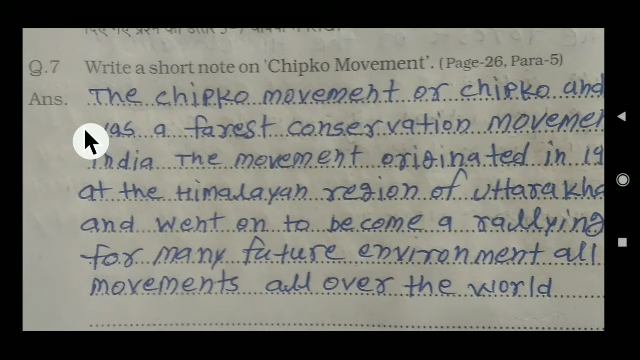 Q.7 Write a short note on 'Chipko Movement'. (Page-26, Para-5)
Ans. The chipko movement or chipko and
was a farest conservation movemen
india The movement originated in 19
at the Himalayan region of uttarakha
and went on to become a rallying
for many future environment all
movements all over the world